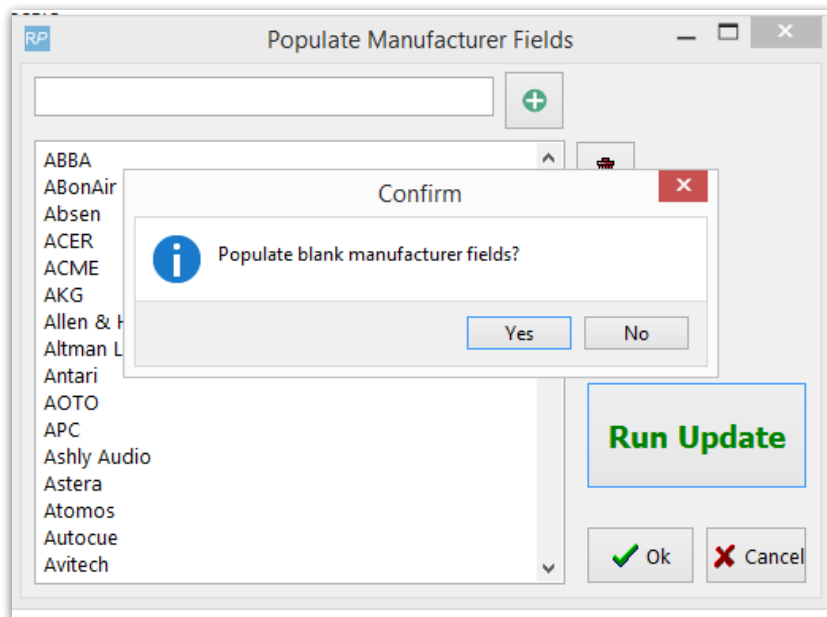 RP
Populate Manufacturer Fields
ABBA
ABonAir
Absen
ACER
ACME
AKG
Allen &
Altman L
Antari
AOTO
APC
Ashly Audio
Astera
Atomos
Autocue
Avitech
Confirm
Populate blank manufacturer fields?
Yes
No
Run Update
Ok
Cancel